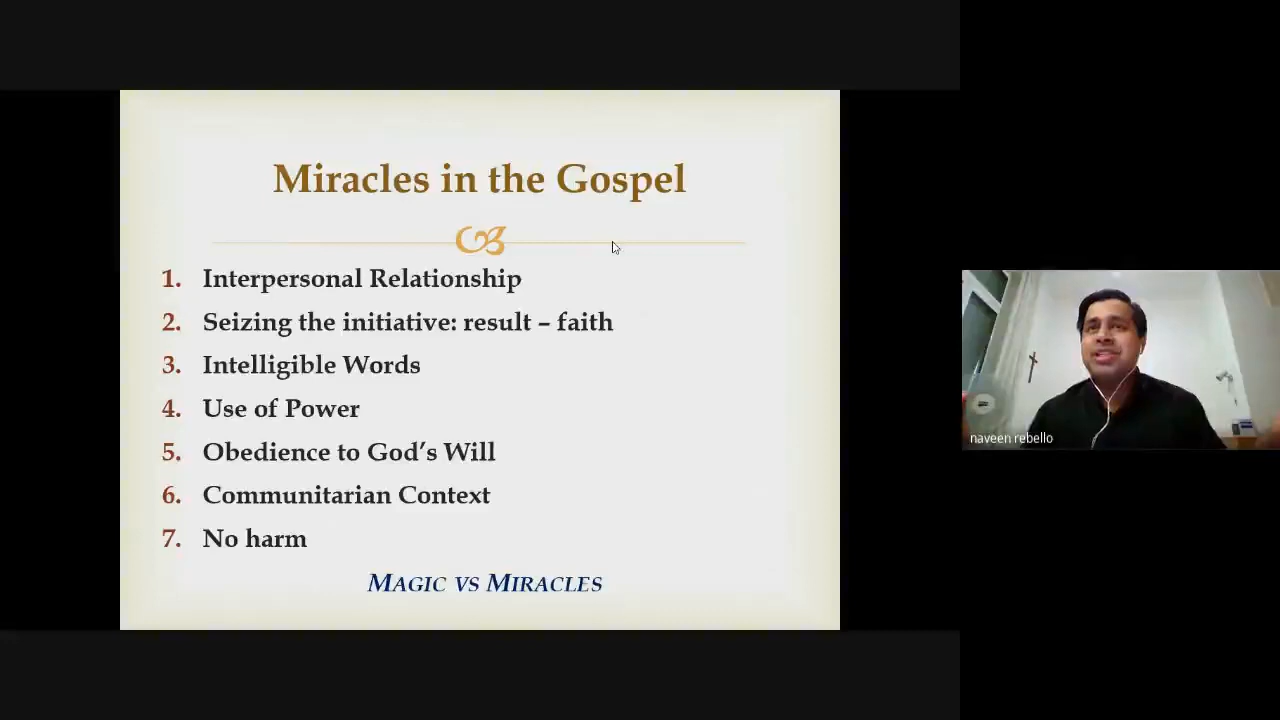 Miracles in the Gospel
1. Interpersonal Relationship
2. Seizing the initiative: result – faith
3. Intelligible Words
4. Use of Power
5. Obedience to God’s Will
6. Communitarian Context
7. No harm
MAGIC VS MIRACLES
naveen rebello